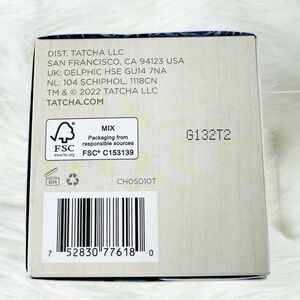 DIST. TATCHA LLC
SAN FRANCISCO, CA 94123 USA
UK: DELPHIC HSE GU14 7NA
NL: 104 SCHIPHOL, 1118CN
TM & © 2022 TATCHA LLC
TATCHA.COM
FSC
www.fsc.org
MIX
Packaging from
responsible sources
FSC® C153139
G132T2
6M
CH05010T
7 52830 77618 0